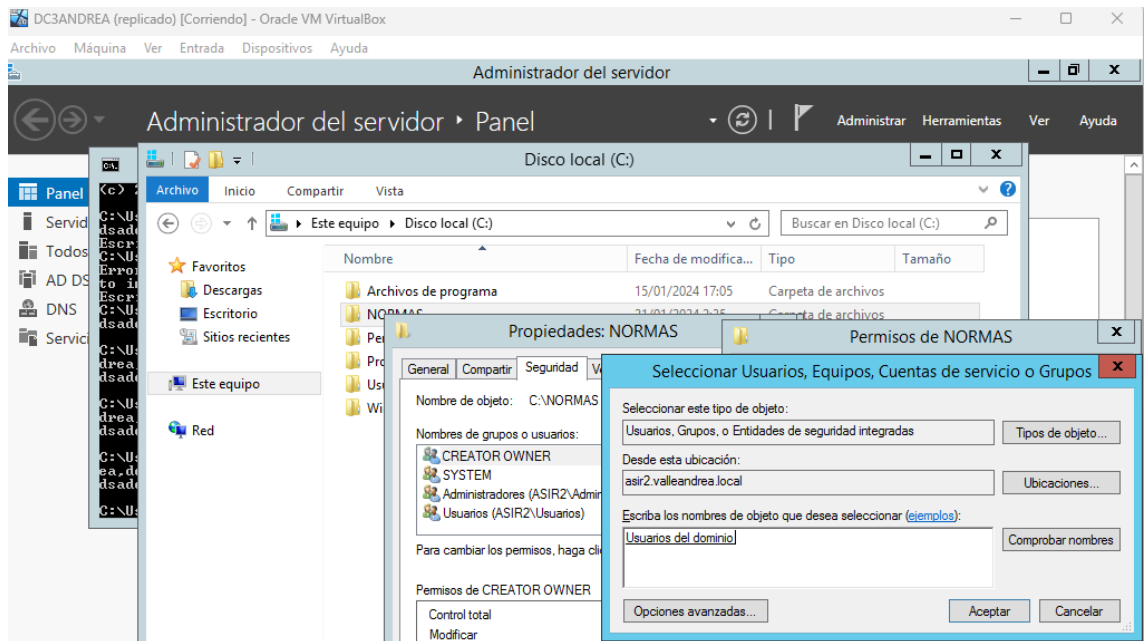 DC3ANDREA (replicado) [Corriendo] - Oracle VM VirtualBox
Archivo Máquina Ver Entrada Dispositivos Ayuda
Administrador del servidor
Administrador del servidor ‣ Panel
Administrar Herramientas Ver Ayuda
Disco local (C:)
Panel
Archivo Inicio Compartir Vista
Este equipo ▸ Disco local (C:)
Buscar en Disco local (C:)
Todos
AD DS
DNS
Favoritos
Descargas
Escritorio
Sitios recientes
Este equipo
Red
Nombre Fecha de modifica... Tipo Tamaño
Archivos de programa 15/01/2024 17:05 Carpeta de archivos
NORMAS
Propiedades: NORMAS
General Compartir Seguridad
Nombre de objeto: C:\NORMAS
Nombres de grupos o usuarios:
CREATOR OWNER
SYSTEM
Administradores (ASIR2\Admin
Usuarios (ASIR2\Usuarios)
Para cambiar los permisos, haga cli
Permisos de CREATOR OWNER
Control total
Modificar
Permisos de NORMAS
Seleccionar Usuarios, Equipos, Cuentas de servicio o Grupos
Seleccionar este tipo de objeto:
Usuarios, Grupos, o Entidades de seguridad integradas
Tipos de objeto...
Desde esta ubicación:
asir2.valleandrea.local
Ubicaciones...
Escriba los nombres de objeto que desea seleccionar (ejemplos):
Usuarios del dominio
Comprobar nombres
Opciones avanzadas...
Aceptar Cancelar